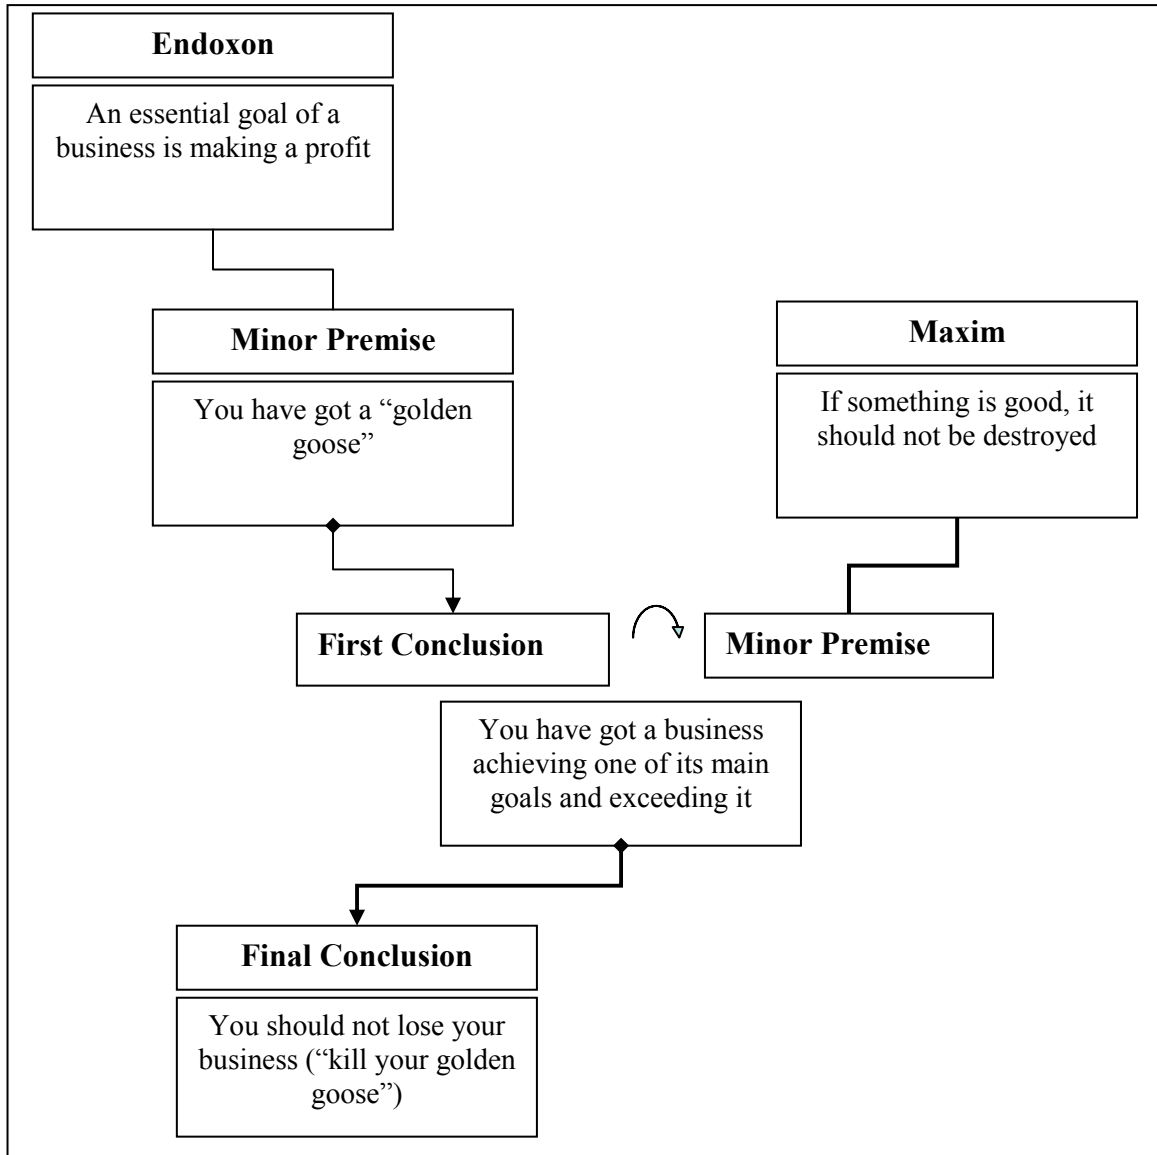 Endoxon
An essential goal of a
business is making a profit
Minor Premise
You have got a “golden
goose”
Maxim
If something is good, it
should not be destroyed
First Conclusion
Minor Premise
You have got a business
achieving one of its main
goals and exceeding it
Final Conclusion
You should not lose your
business (“kill your golden
goose”)